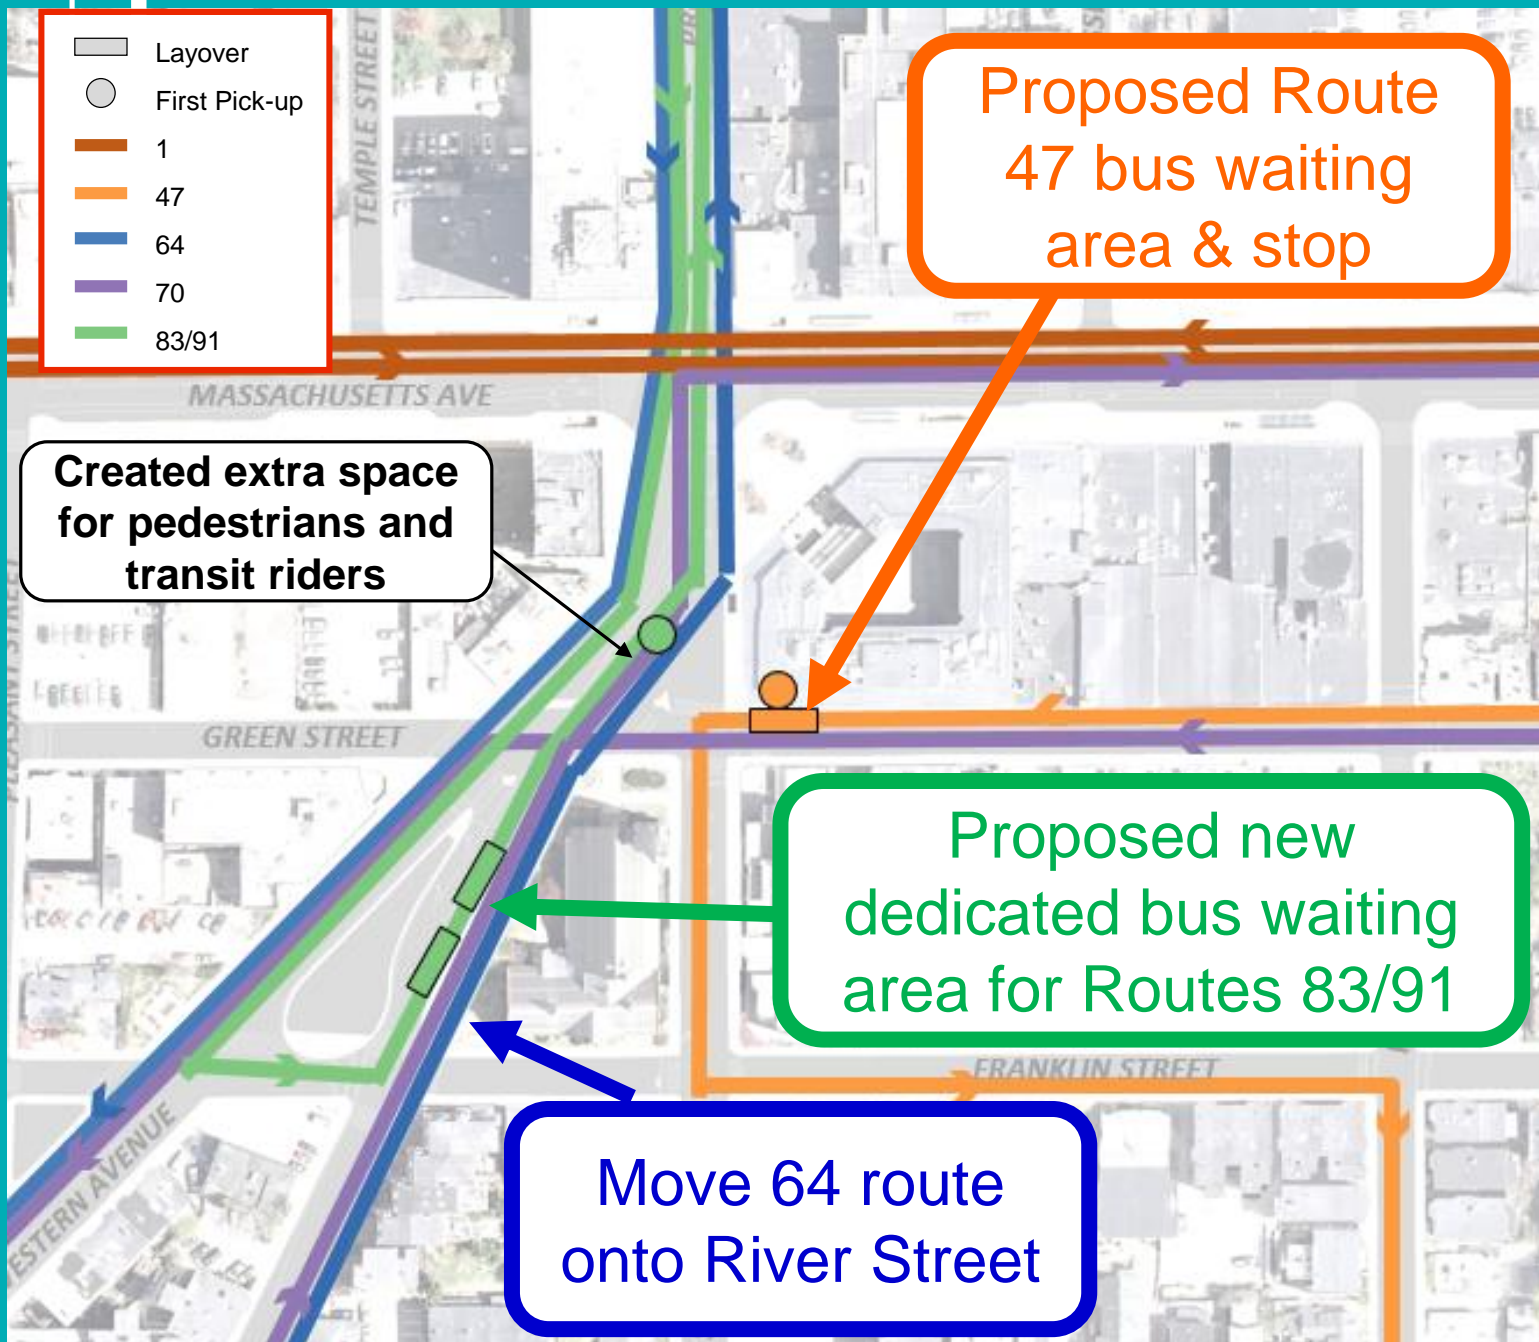 Layover
First Pick-up
1
47
64
70
83/91
TEMPLE STREET
Proposed Route
47 bus waiting
area & stop
MASSACHUSETTS AVE
Created extra space
for pedestrians and
transit riders
GREEN STREET
Proposed new
dedicated bus waiting
area for Routes 83/91
FRANKLIN STREET
Move 64 route
onto River Street